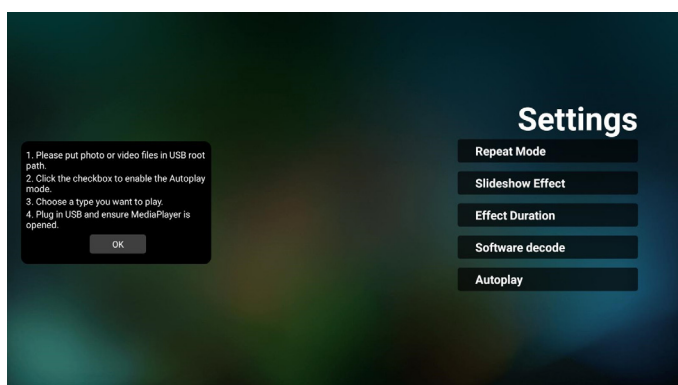 Settings
1. Please put photo or video files in USB root
path.
2. Click the checkbox to enable the Autoplay
mode.
3. Choose a type you want to play.
4. Plug in USB and ensure MediaPlayer is
opened.
OK
Repeat Mode
Slideshow Effect
Effect Duration
Software decode
Autoplay